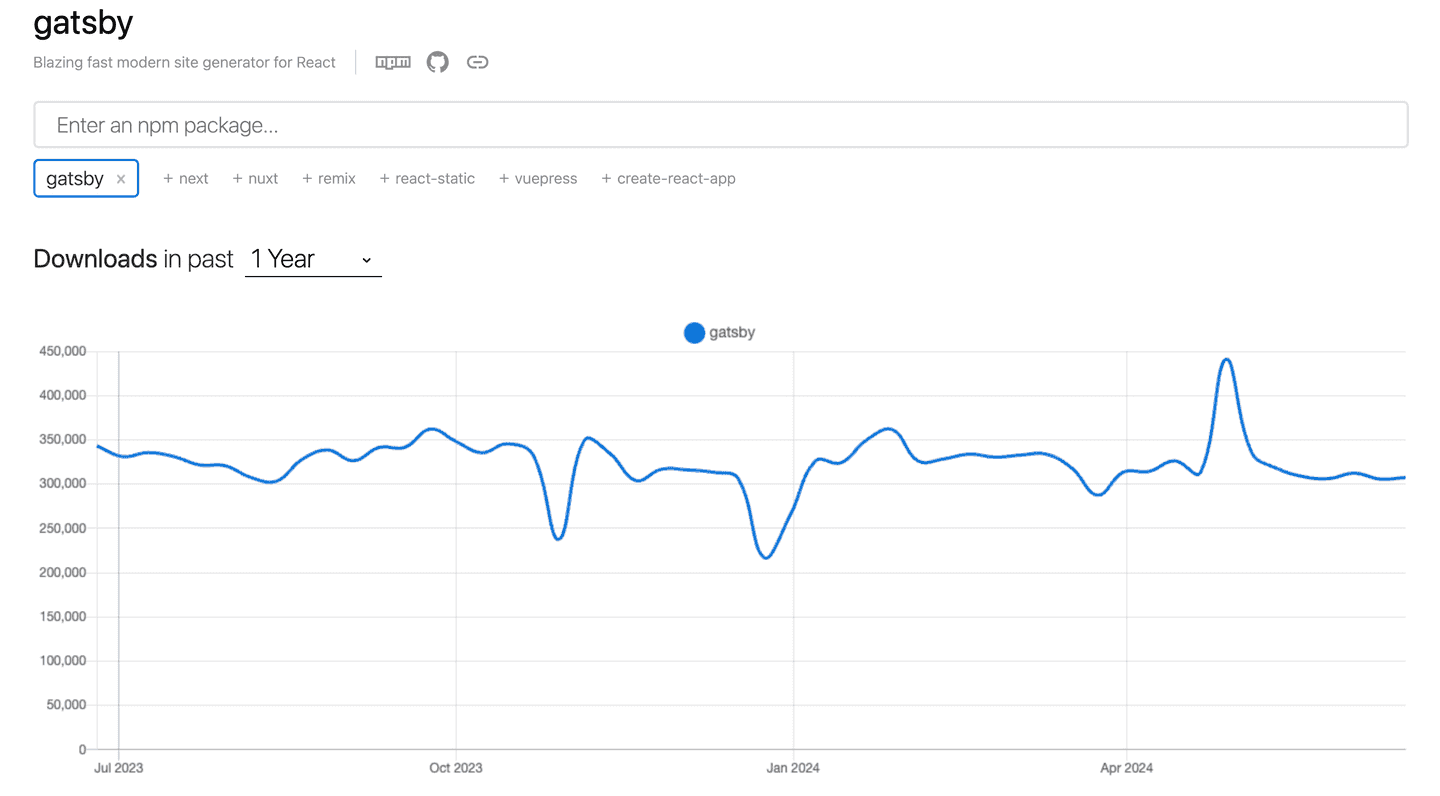 gatsby
Blazing fast modern site generator for React
npm
Enter an npm package...
gatsby ×
+ next + nuxt + remix + react-static + vuepress + create-react-app
Downloads in past 1 Year
gatsby
450,000
400,000
350,000
300,000
250,000
200,000
150,000
100,000
50,000
0
Jul 2023 Oct 2023 Jan 2024 Apr 2024